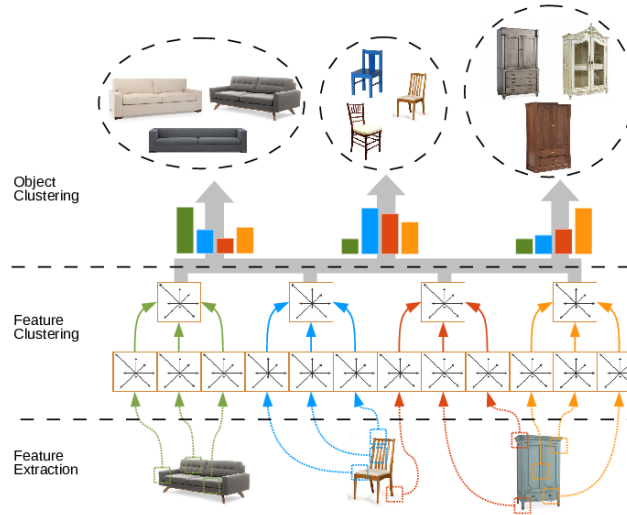 Object
Clustering
Feature
Clustering
Feature
Extraction